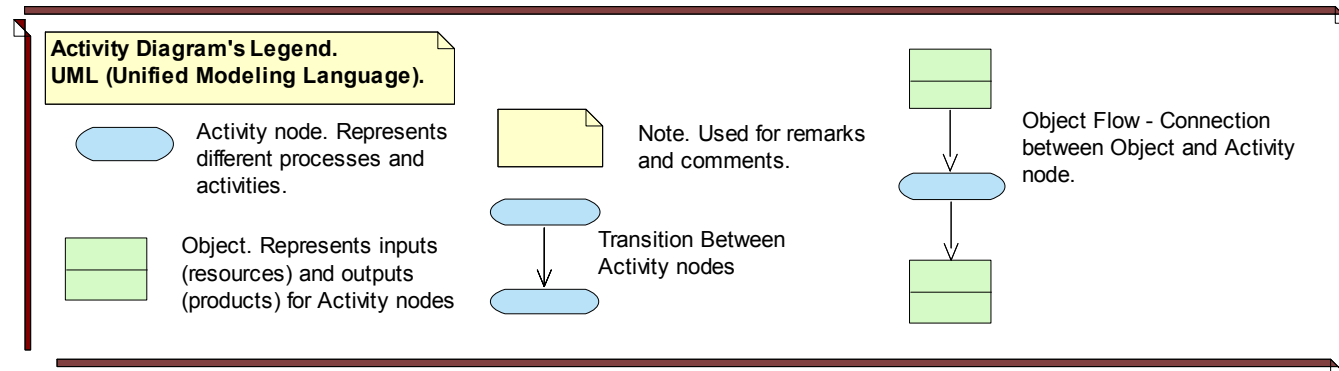 Activity Diagram's Legend.
UML (Unified Modeling Language).
Activity node. Represents
different processes and
activities.
Object. Represents inputs
(resources) and outputs
(products) for Activity nodes
Note. Used for remarks
and comments.
Transition Between
Activity nodes
Object Flow - Connection
between Object and Activity
node.